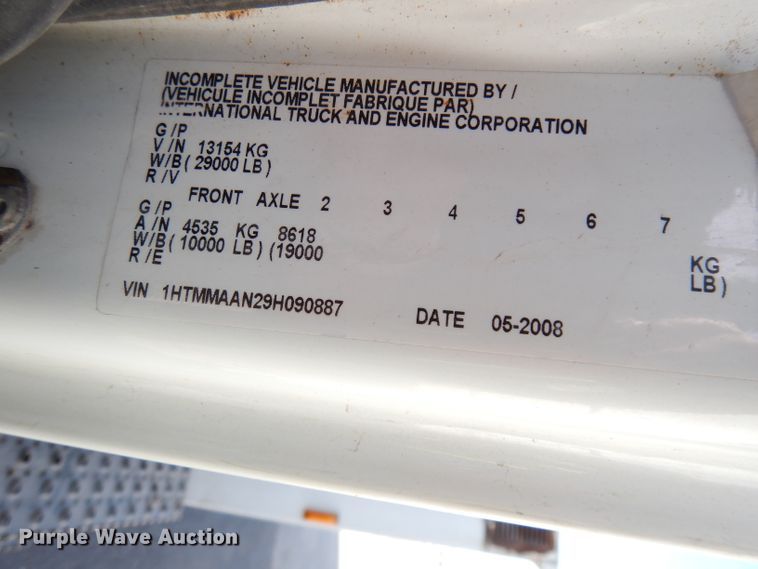 INCOMPLETE VEHICLE MANUFACTURED BY /
(VEHICULE INCOMPLET FABRIQUE PAR)
INTERNATIONAL TRUCK AND ENGINE CORPORATION
G /P
V /N 13154 KG
W/B( 29000 LB)
R /V
FRONT AXLE 2 3 4 5 6 7
G /P
A /N 4535 KG 8618
W/B( 10000 LB) (19000
R /E
KG
LB)
VIN 1HTMMAAN29H090887 DATE 05-2008
Purple Wave Auction